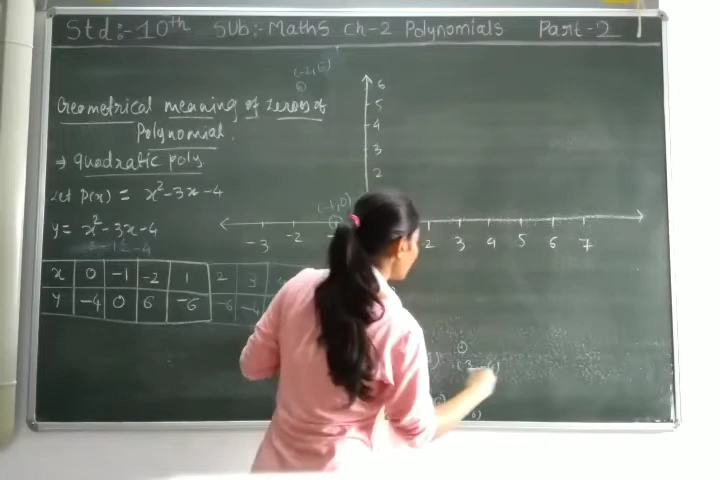 Std:- 10th Sub:- Maths Ch-2 Polynomials Part-2
Geometrical meaning of zeroes of
Polynomial.
⇒ quadratic poly.
Let P(x) = x²-3x-4
y = x²-3x-4
x 0 -1 -2 1 2 3
Y -4 0 6 -6 -6 -4
(-2,6)
6
5
4
3
2
(-1,0)
-3 -2 2 3 4 5 6 7